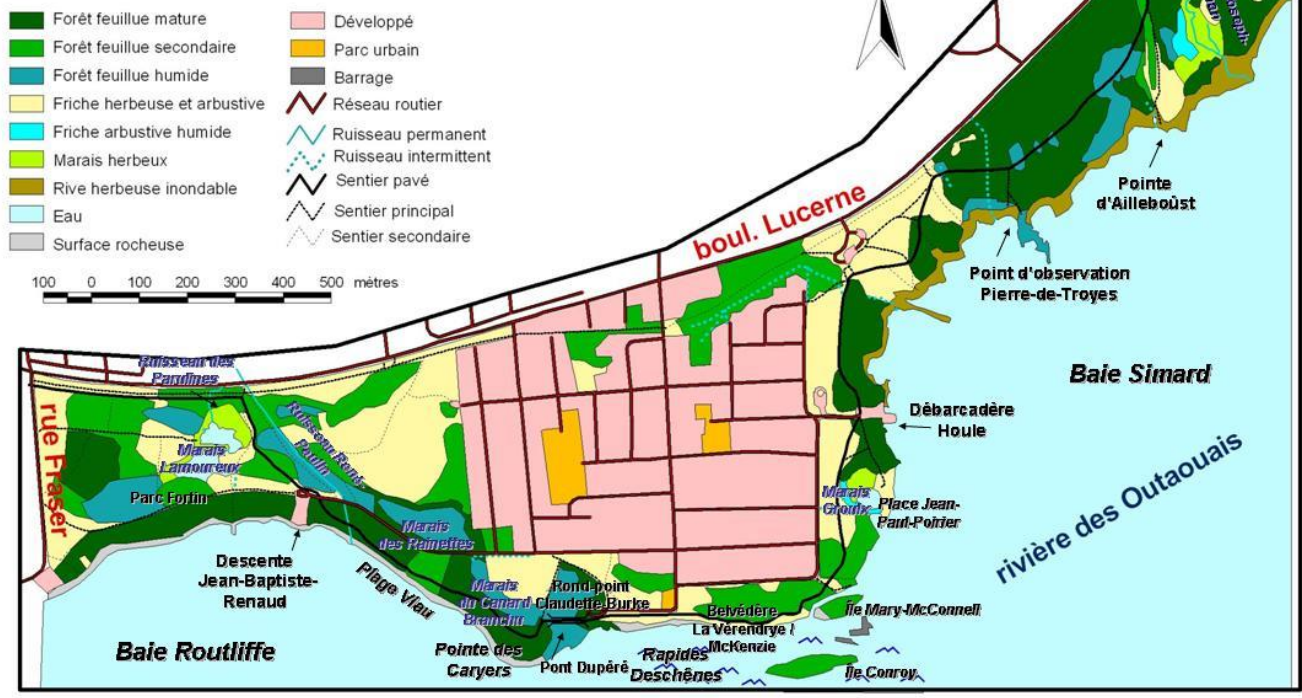 Forêt feuillue mature
Forêt feuillue secondaire
Forêt feuillue humide
Friche herbeuse et arbustive
Friche arbustive humide
Marais herbeux
Rive herbeuse inondable
Eau
Surface rocheuse
Développé
Parc urbain
Barrage
Réseau routier
Ruisseau permanent
Ruisseau intermittent
Sentier pavé
Sentier principal
Sentier secondaire
100 0 100 200 300 400 500 mètres
boul. Lucerne
Pointe
d'Ailleboûst
Point d'observation
Pierre-de-Troyes
Baie Simard
Débarcadère
Houle
rivière des Outaouais
Ruisseau des
Parulines
rue Fraser
Ruisseau René-
Paulin
Marais
Lamoureux
Parc Fortin
Marais
des Rainettes
Marais
Groulx
Place Jean-
Paul-Poirier
Descente
Jean-Baptiste-
Renaud
Plage Viau
Marais
du Canard
Branchu
Rond-point
Claudette-Burke
Belvédère
La Vérendrye /
McKenzie
Île Mary-McConnell
Baie Routliffe
Pointe des
Caryers
Pont Dupéré
Rapides
Deschênes
Île Conroy